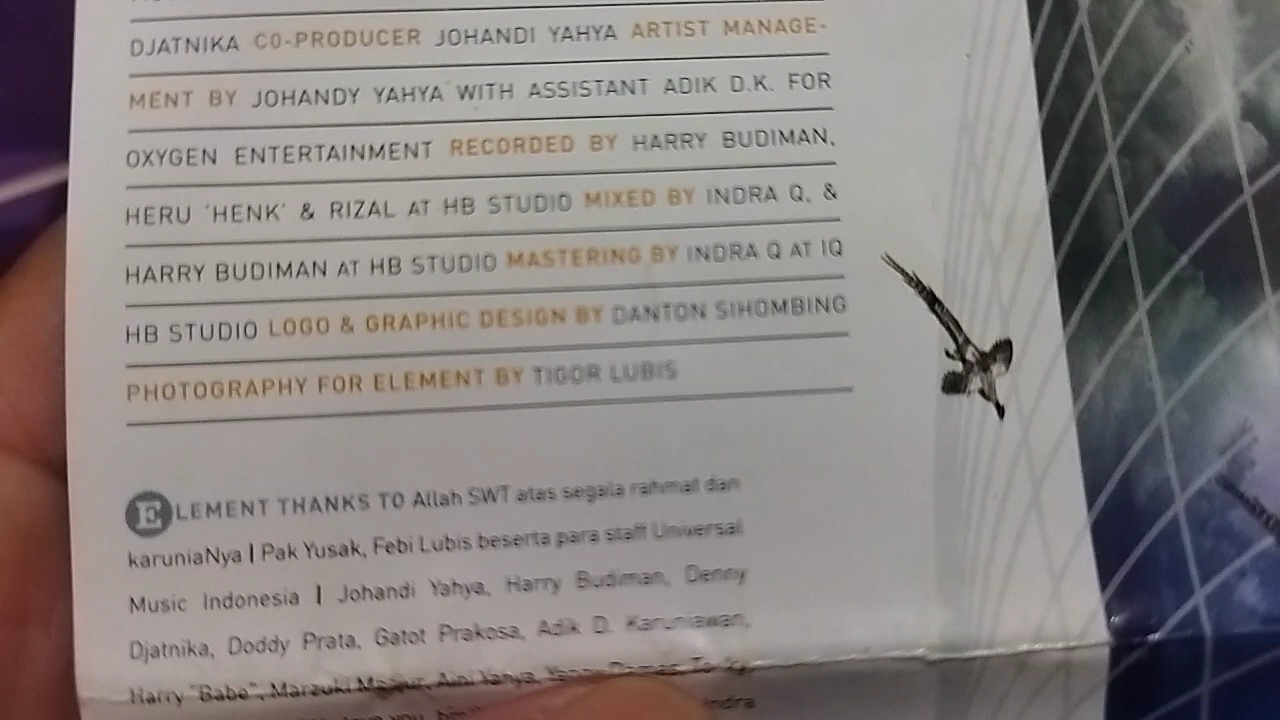 DJATNIKA CO-PRODUCER JOHANDI YAHYA ARTIST MANAGE-
MENT BY JOHANDY YAHYA WITH ASSISTANT ADIK D.K. FOR
OXYGEN ENTERTAINMENT RECORDED BY HARRY BUDIMAN,
HERU 'HENK' & RIZAL AT HB STUDIO MIXED BY INDRA Q, &
HARRY BUDIMAN AT HB STUDIO MASTERING BY INDRA Q AT IQ
HB STUDIO LOGO & GRAPHIC DESIGN BY DANTON SIHOMBING
PHOTOGRAPHY FOR ELEMENT BY TIGOR LUBIS
ELEMENT THANKS TO Allah SWT atas segala rahmat dan
karuniaNya | Pak Yusak, Febi Lubis beserta para staff Universal
Music Indonesia | Johandi Yahya, Harry Budiman, Denny
Djatnika, Doddy Prata, Gatot Prakosa, Adik D. Karuniawan,
Harry "Babe", Marzuki